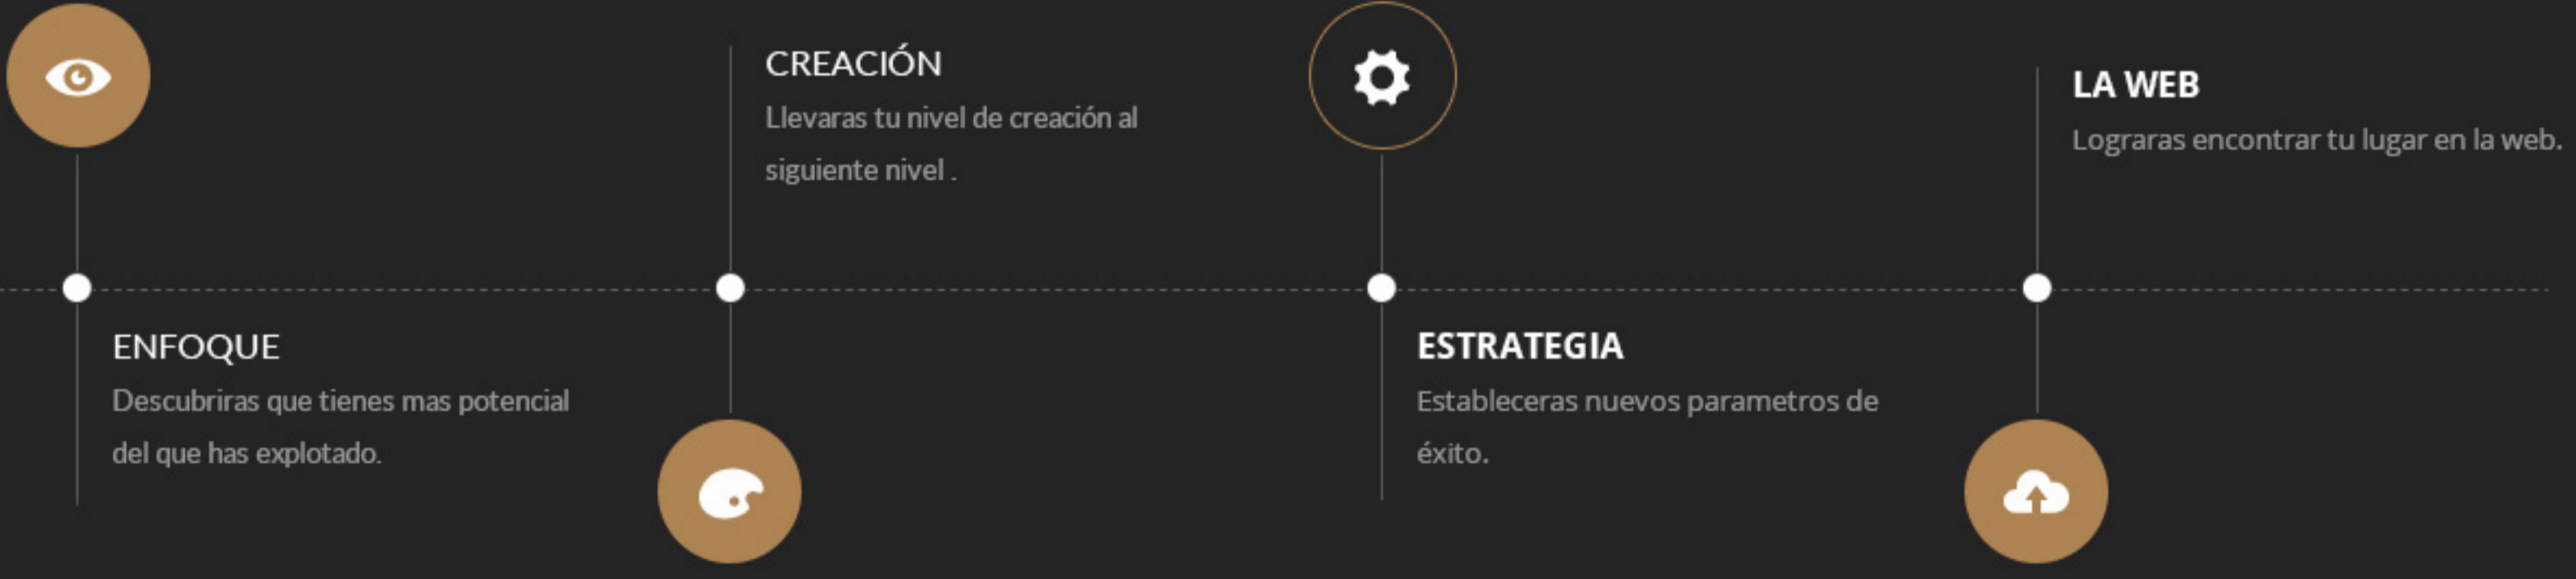 ENFOQUE
Descubriras que tienes mas potencial
del que has explotado.
CREACIÓN
Llevaras tu nivel de creación al
siguiente nivel .
ESTRATEGIA
Estableceras nuevos parametros de
éxito.
LA WEB
Lograras encontrar tu lugar en la web.